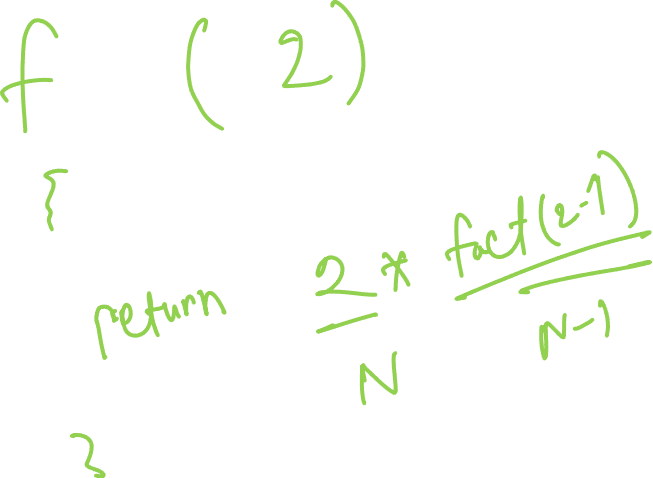 f ( 2 )
{
return 2 * fact(2-1)
N N-1
}